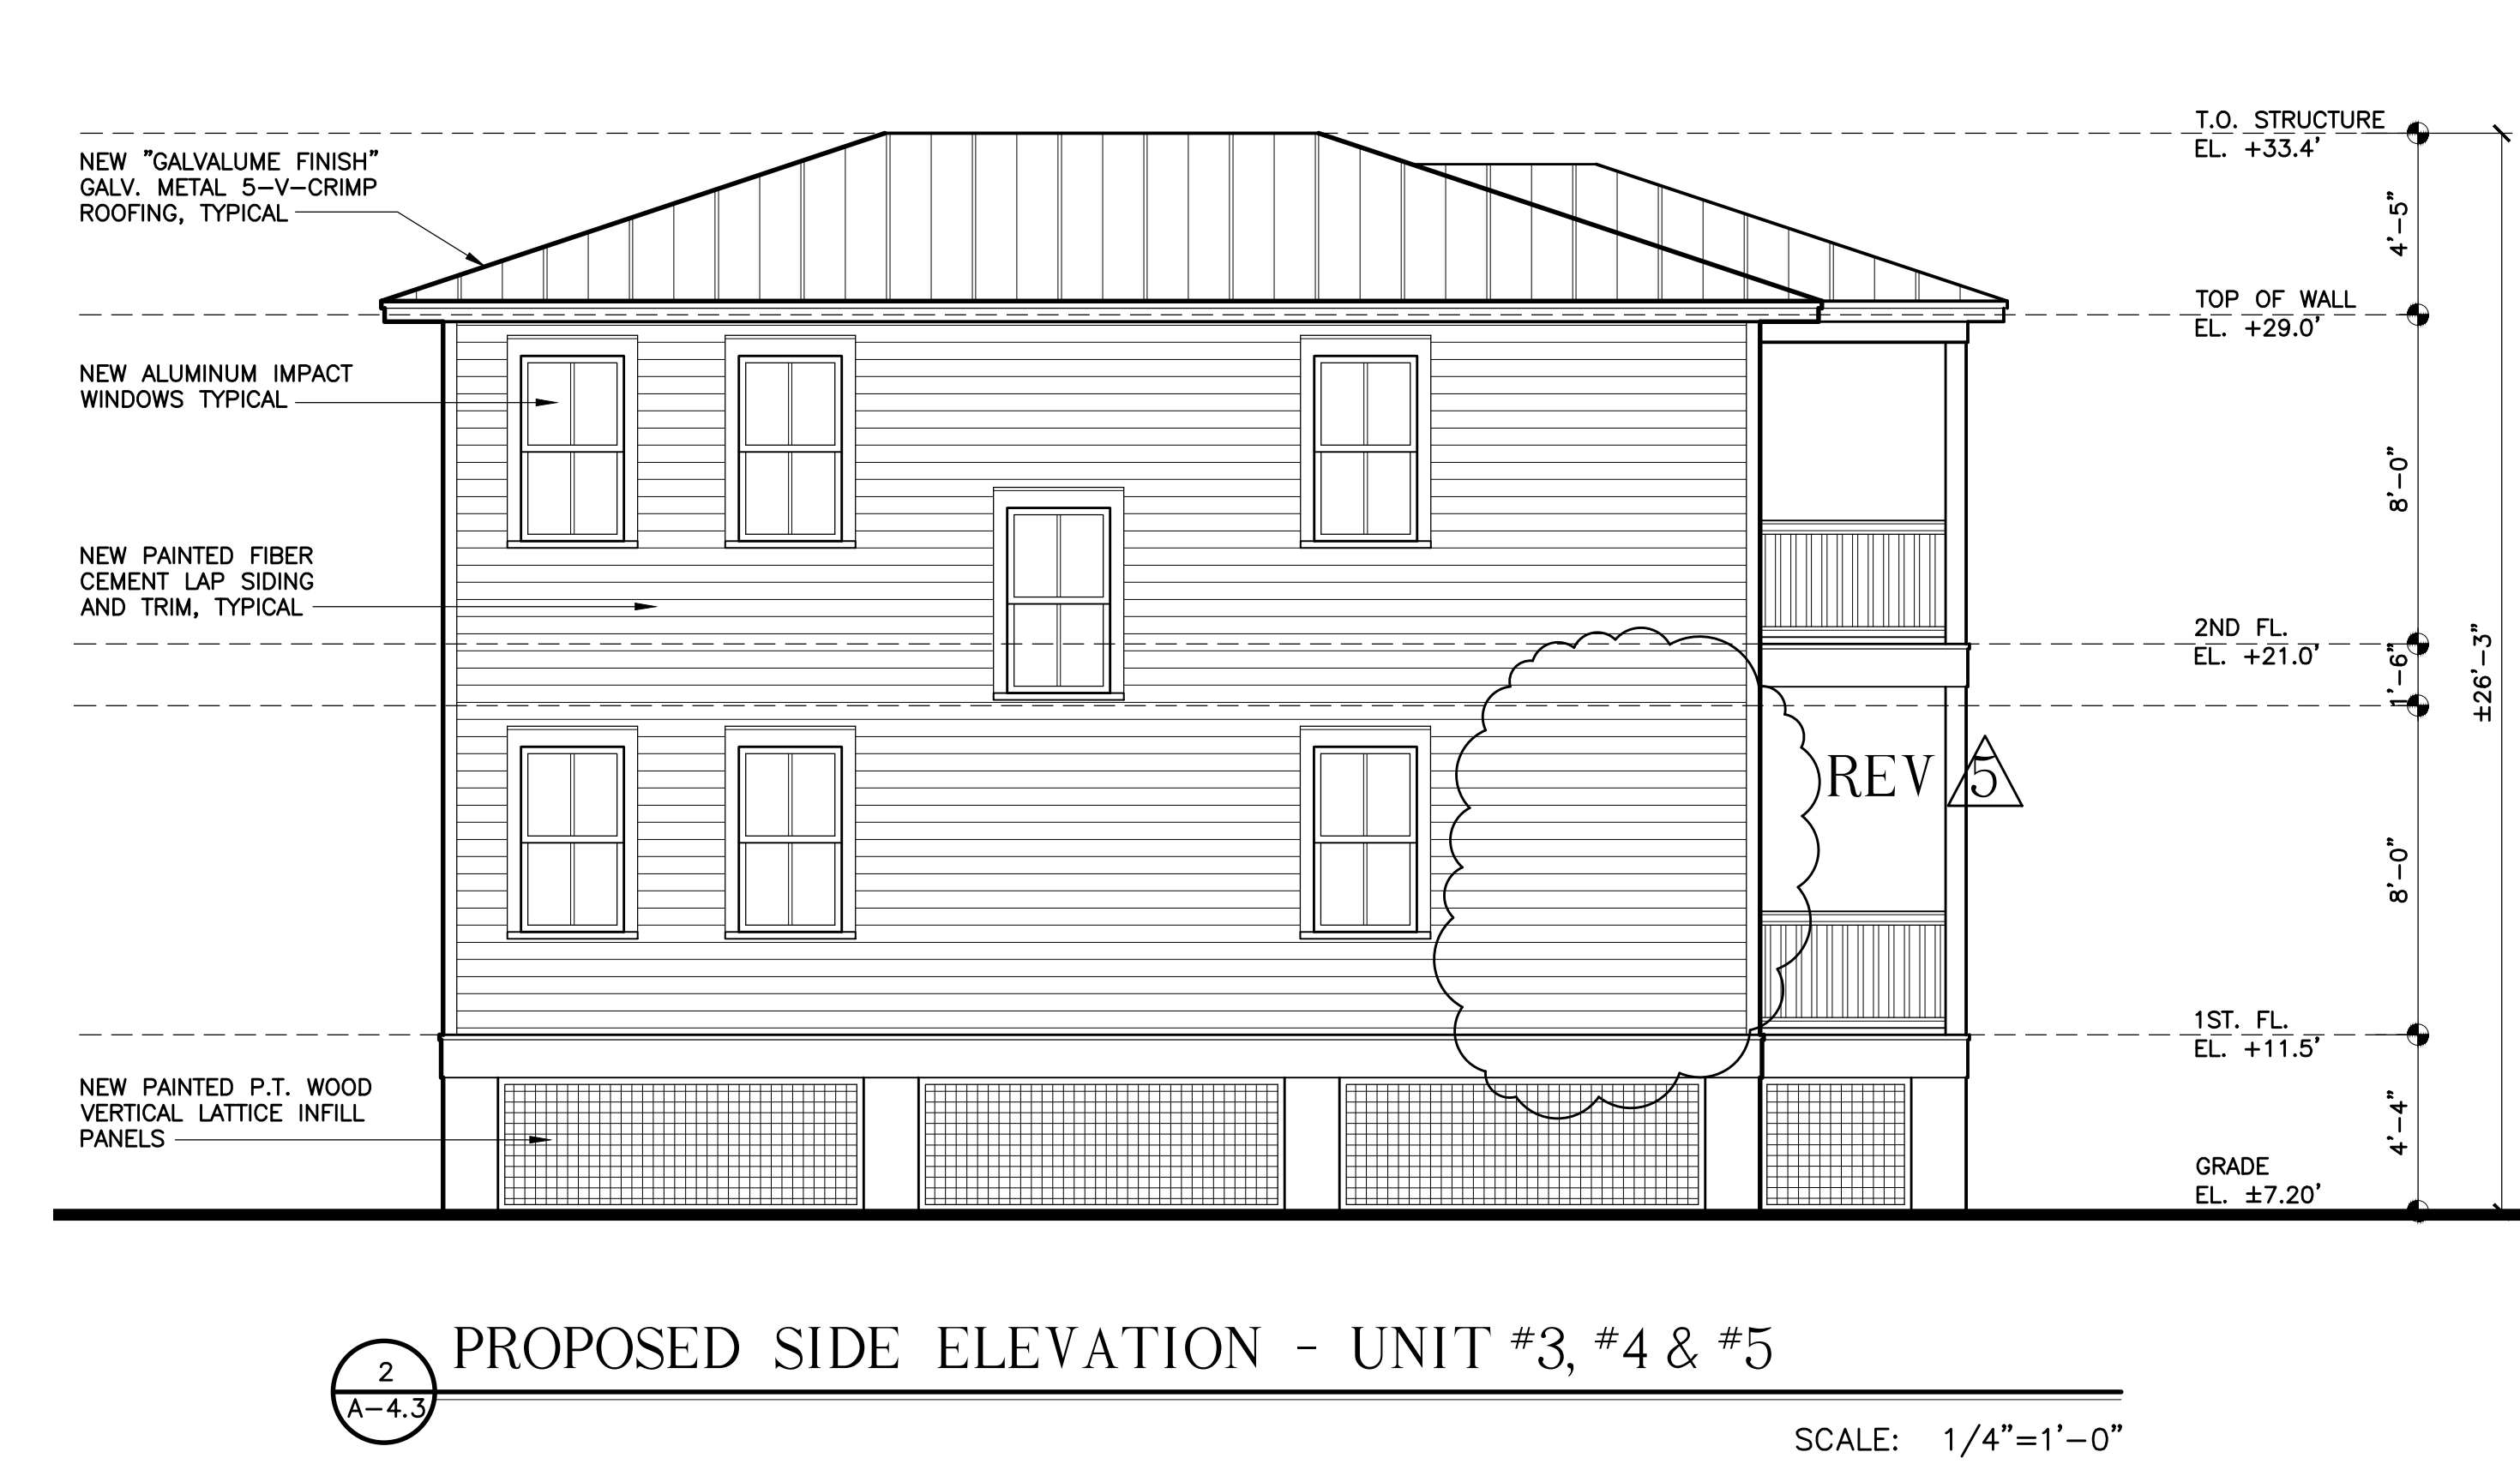 NEW "GALVALUME FINISH"
GALV. METAL 5-V-CRIMP
ROOFING, TYPICAL
NEW ALUMINUM IMPACT
WINDOWS TYPICAL
NEW PAINTED FIBER
CEMENT LAP SIDING
AND TRIM, TYPICAL
NEW PAINTED P.T. WOOD
VERTICAL LATTICE INFILL
PANELS
REV 5
T.O. STRUCTURE
EL. +33.4'
4'-5"
TOP OF WALL
EL. +29.0'
8'-0"
2ND FL.
EL. +21.0'
1'-6"
±26'-3"
8'-0"
1ST. FL.
EL. +11.5'
4'-4"
GRADE
EL. ±7.20'
2
A-4.3
PROPOSED SIDE ELEVATION - UNIT #3, #4 & #5
SCALE: 1/4"=1'-0"